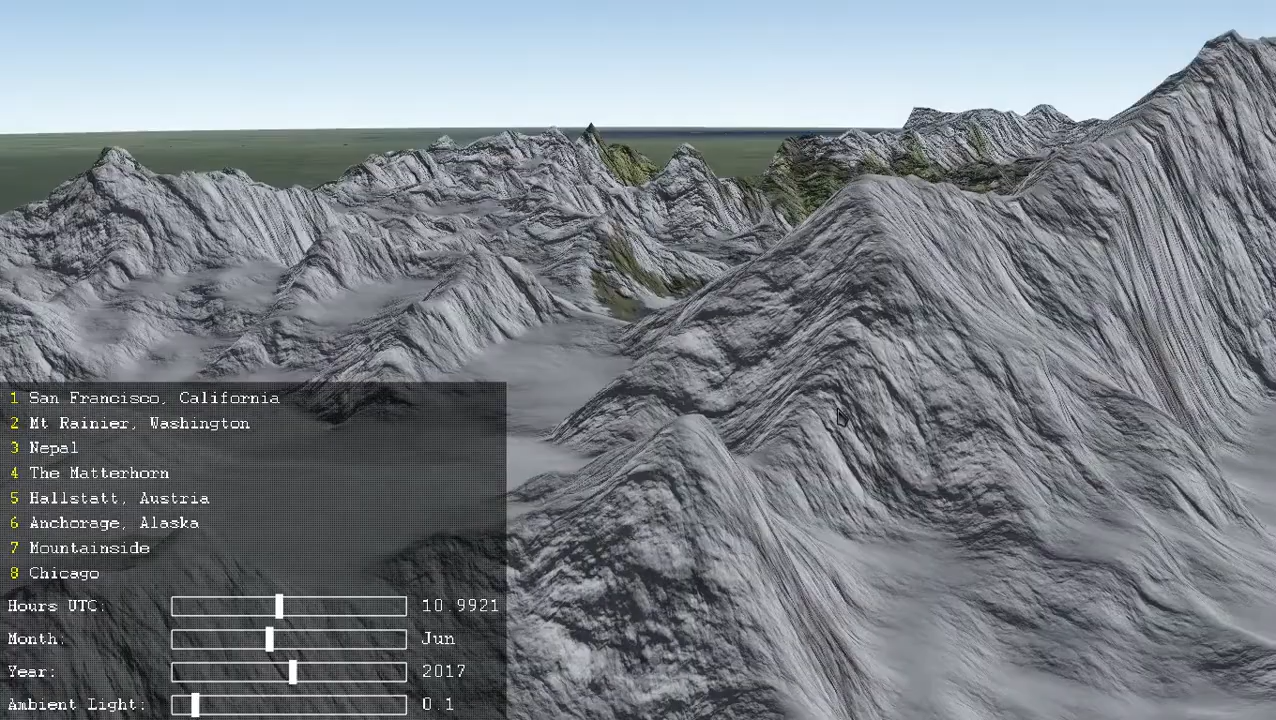 1 San Francisco, California
2 Mt Rainier, Washington
3 Nepal
4 The Matterhorn
5 Hallstatt, Austria
6 Anchorage, Alaska
7 Mountainside
8 Chicago
Hours UTC: 10.9921
Month: Jun
Year: 2017
Ambient Light: 0.1